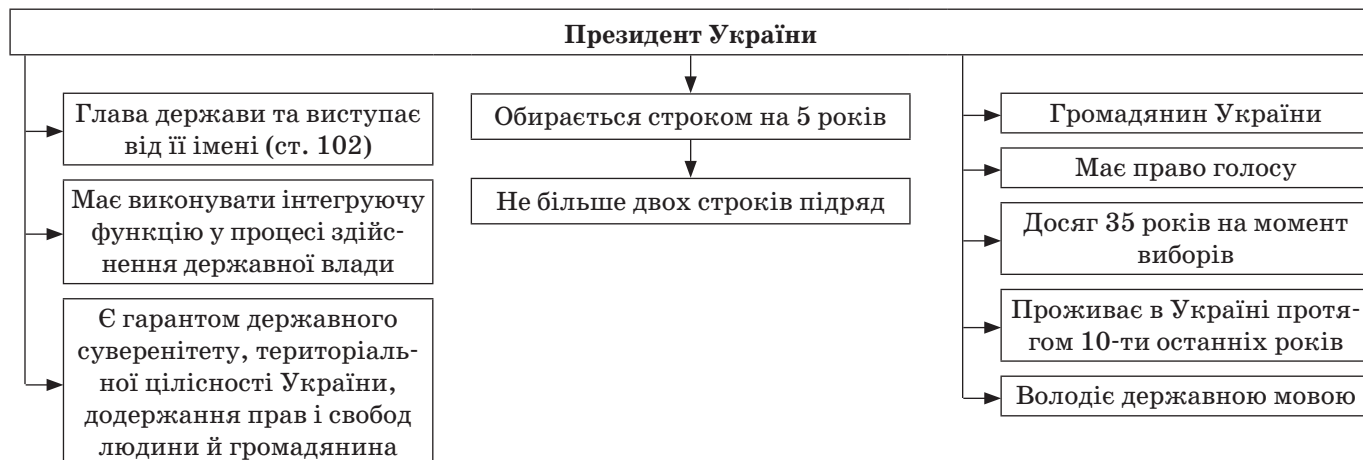 Президент України
Глава держави та виступає
від її імені (ст. 102)
Має виконувати інтегруючу
функцію у процесі здійс-
нення державної влади
Є гарантом державного
суверенітету, територіаль-
ної цілісності України,
додержання прав і свобод
людини й громадянина
Обирається строком на 5 років
Не більше двох строків підряд
Громадянин України
Має право голосу
Досяг 35 років на момент
виборів
Проживає в Україні протя-
гом 10-ти останніх років
Володіє державною мовою